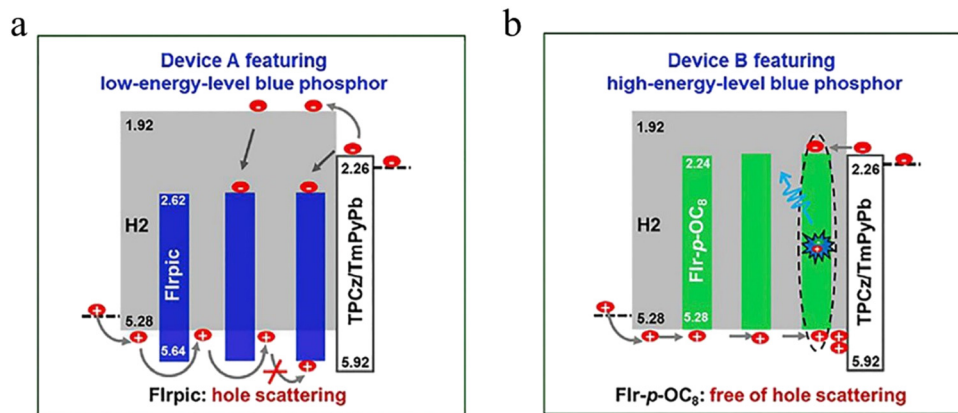 a
Device A featuring
low-energy-level blue phosphor
1.92
2.26
2.62
H2
FIrpic
TPCz/TmPyPb
5.28
5.64
5.92
FIrpic: hole scattering
b
Device B featuring
high-energy-level blue phosphor
1.92
2.24
2.26
H2
FIr-p-OC₈
TPCz/TmPyPb
5.28
5.28
5.92
FIr-p-OC₈: free of hole scattering